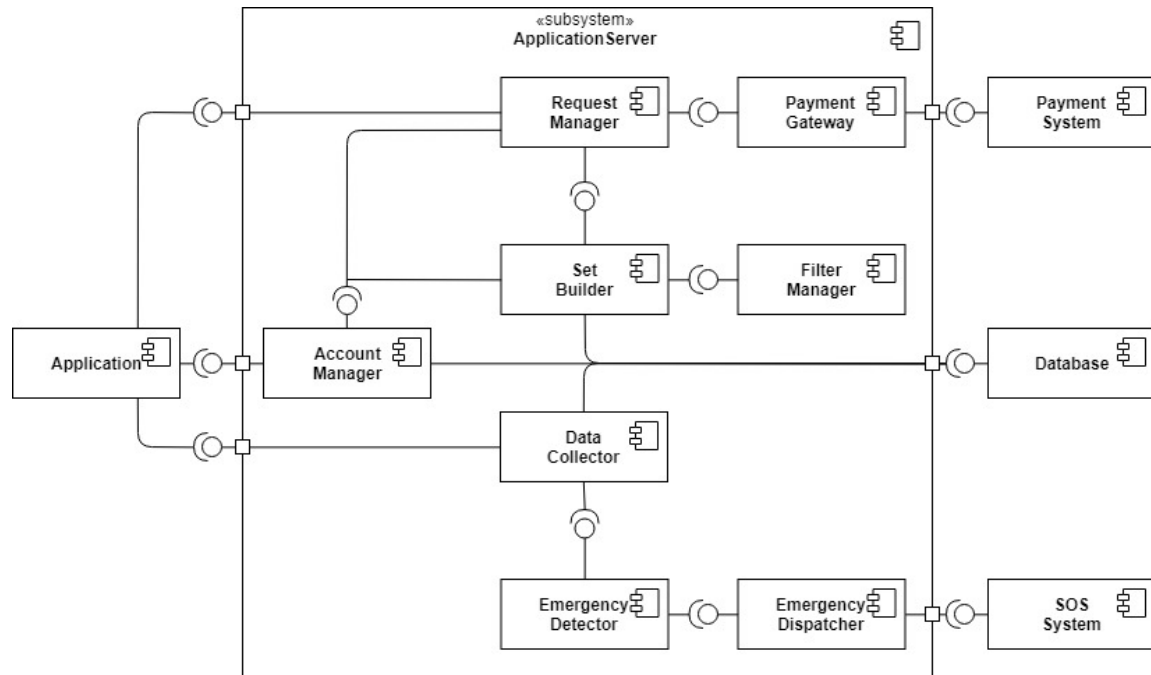 «subsystem»
ApplicationServer
Request
Manager
Payment
Gateway
Payment
System
Set
Builder
Filter
Manager
Application
Account
Manager
Database
Data
Collector
Emergency
Detector
Emergency
Dispatcher
SOS
System